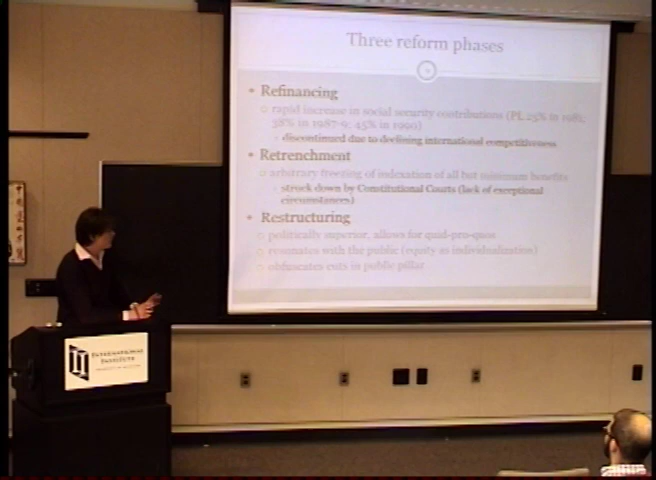 Three reform phases
• Refinancing
rapid increase in social security contributions (PL 25% in 1981;
38% in 1987-9; 45% in 1990)
discontinued due to declining international competitiveness
• Retrenchment
arbitrary freezing of indexation of all but minimum benefits
struck down by Constitutional Courts (lack of exceptional
circumstances)
• Restructuring
politically superior, allows for quid-pro-quos
resonates with the public (equity as individualization)
obfuscates cuts in public pillar
INTERNATIONAL
INSTITUTE